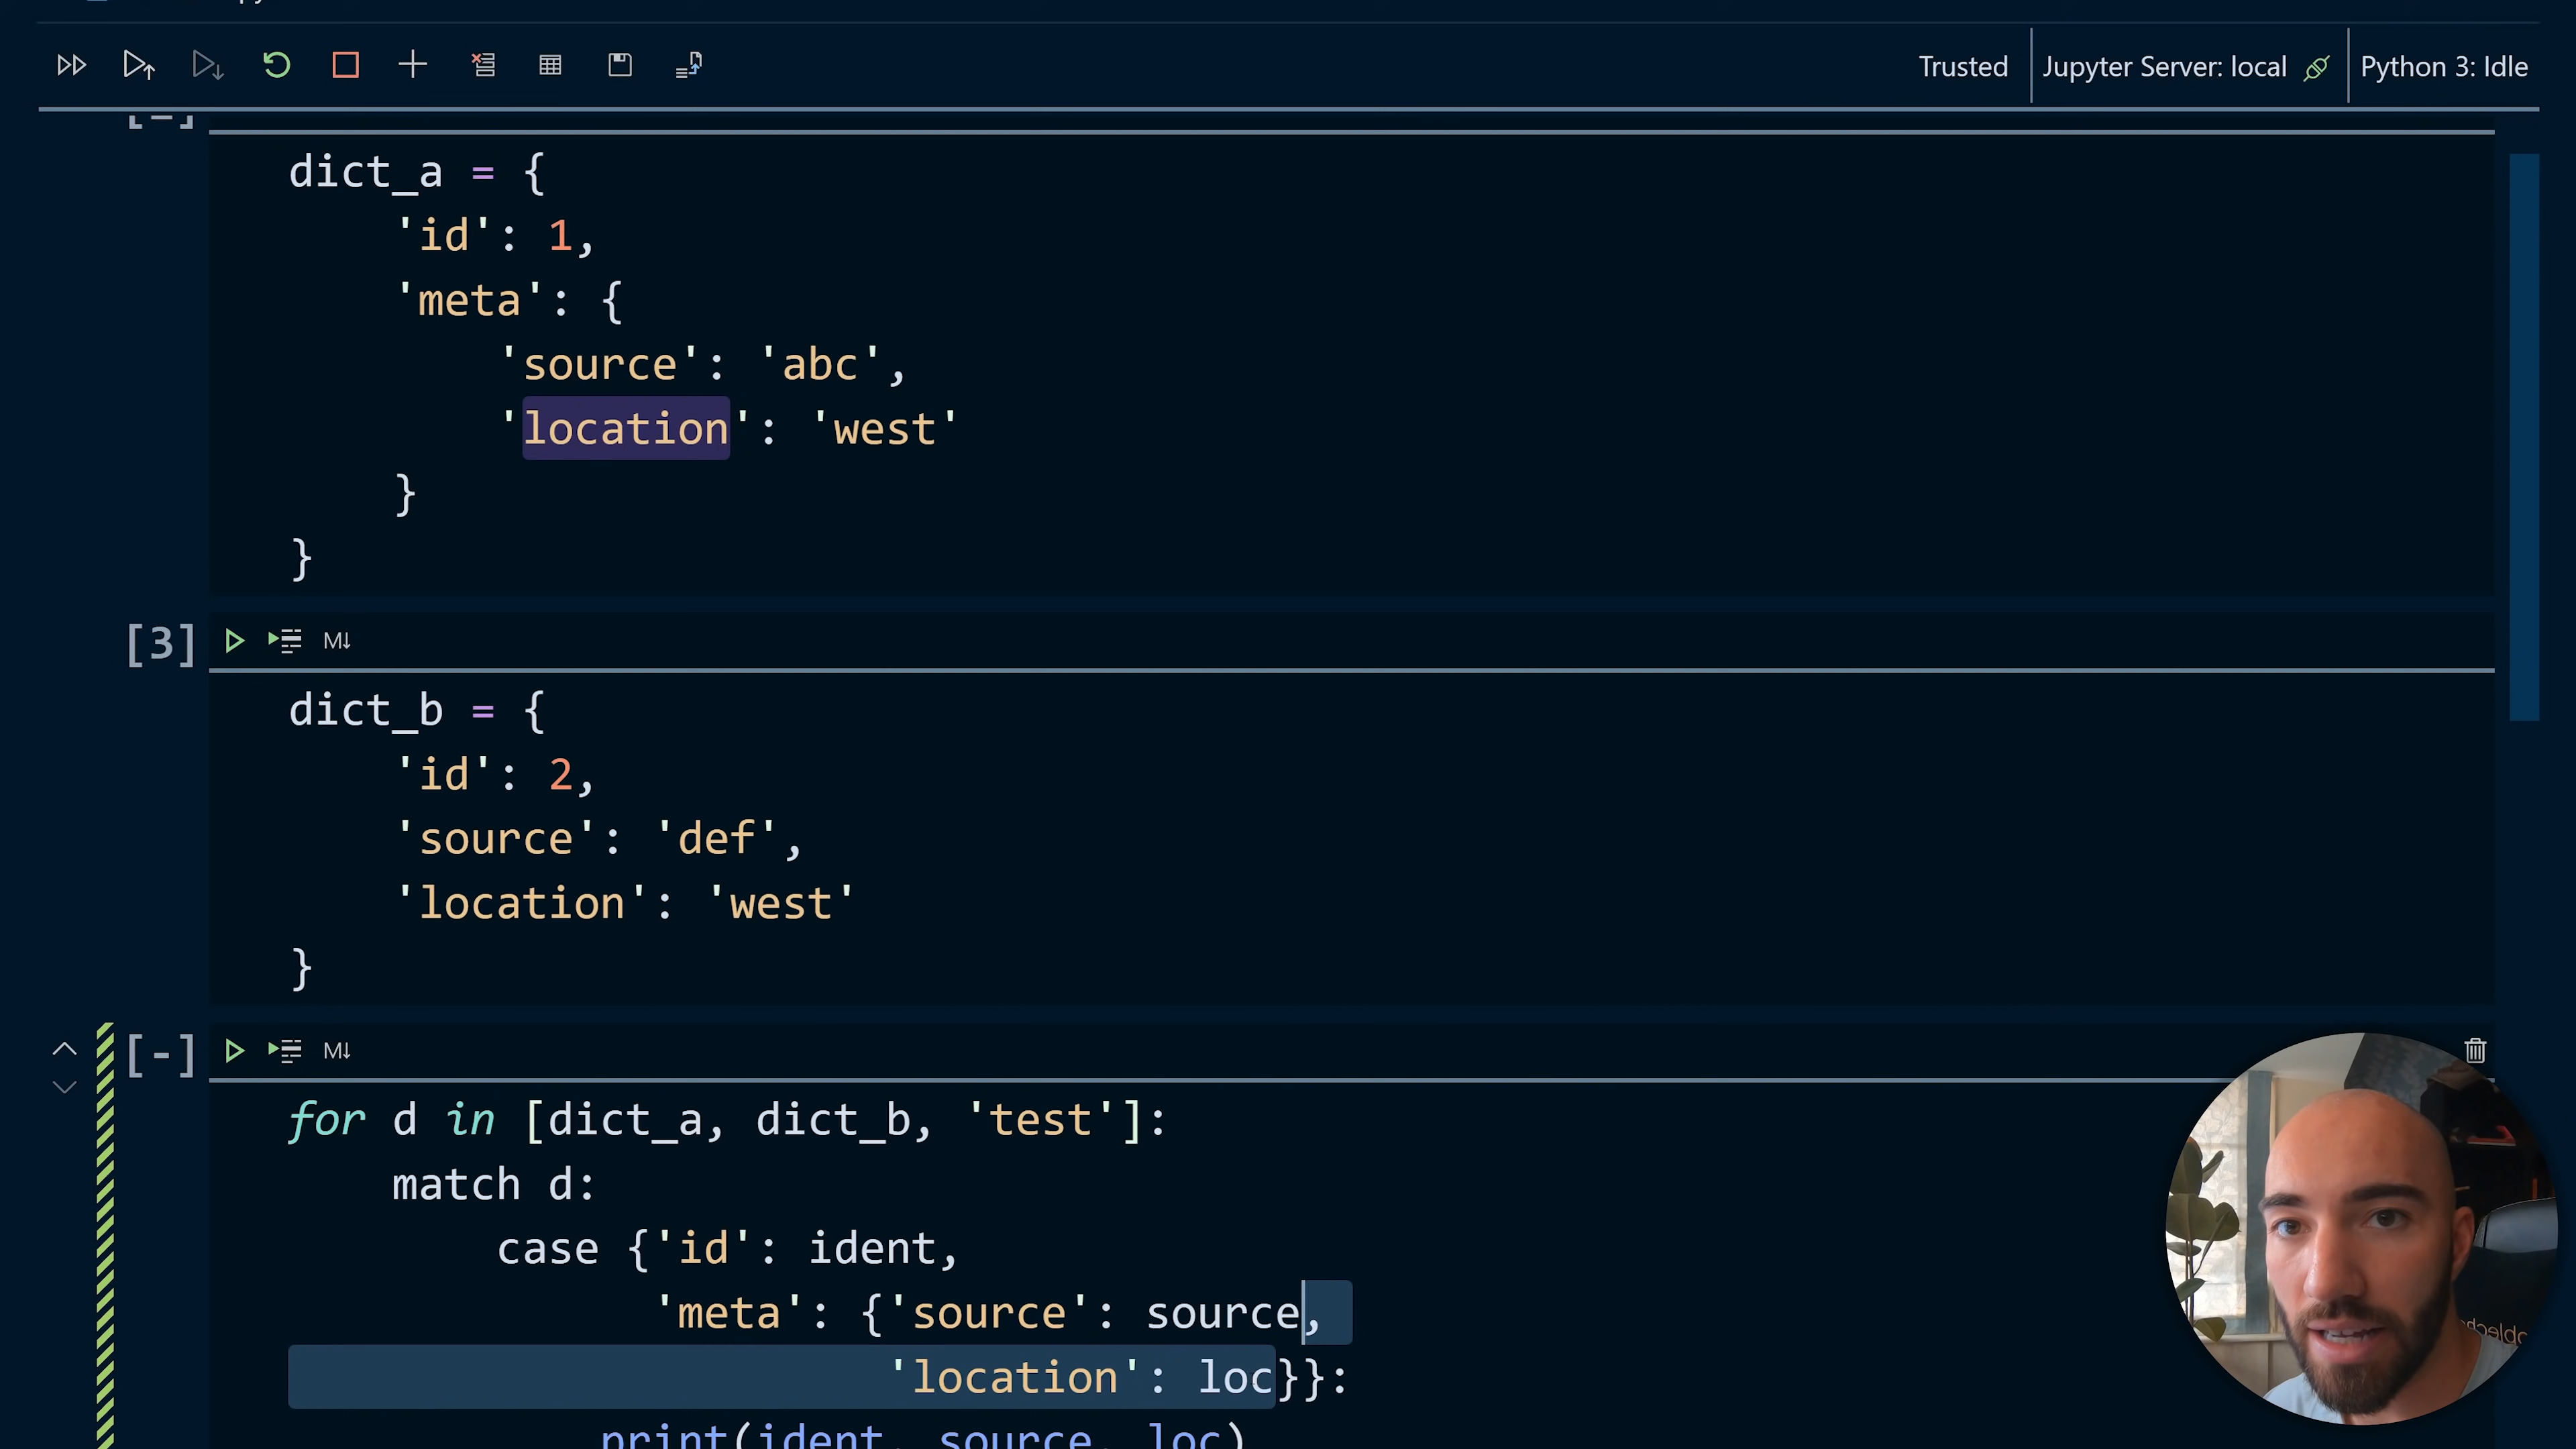 Trusted
Jupyter Server: local
Python 3: Idle
dict_a = {
'id': 1,
'meta': {
'source': 'abc',
'location': 'west'
}
}
[3]
M↓
dict_b = {
'id': 2,
'source': 'def',
'location': 'west'
}
[-]
M↓
for d in [dict_a, dict_b, 'test']:
match d:
case {'id': ident,
'meta': {'source': source,
'location': loc}}:
print(ident, source, loc)